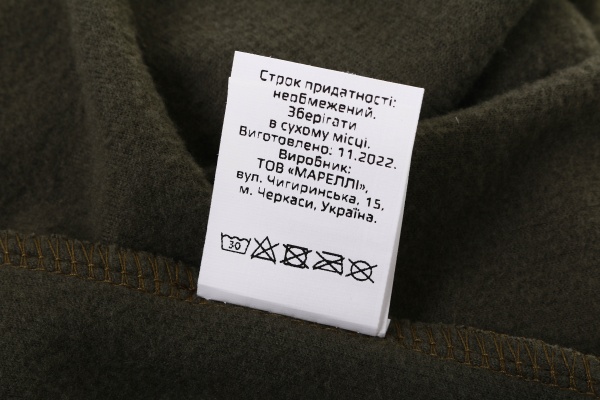 Строк придатності:
необмежений.
Зберігати
в сухому місці.
Виготовлено: 11.2022.
Виробник:
ТОВ «МАРЕЛЛІ»,
вул. Чигиринська, 15,
м. Черкаси, Україна.
30